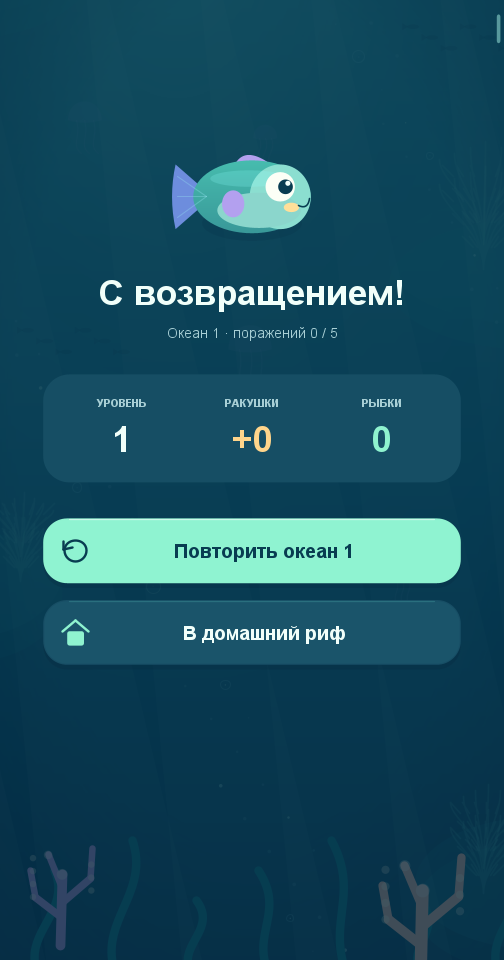 С возвращением!
Океан 1 · поражений 0 / 5
УРОВЕНЬ РАКУШКИ РЫБКИ
1 +0 0
Повторить океан 1
В домашний риф